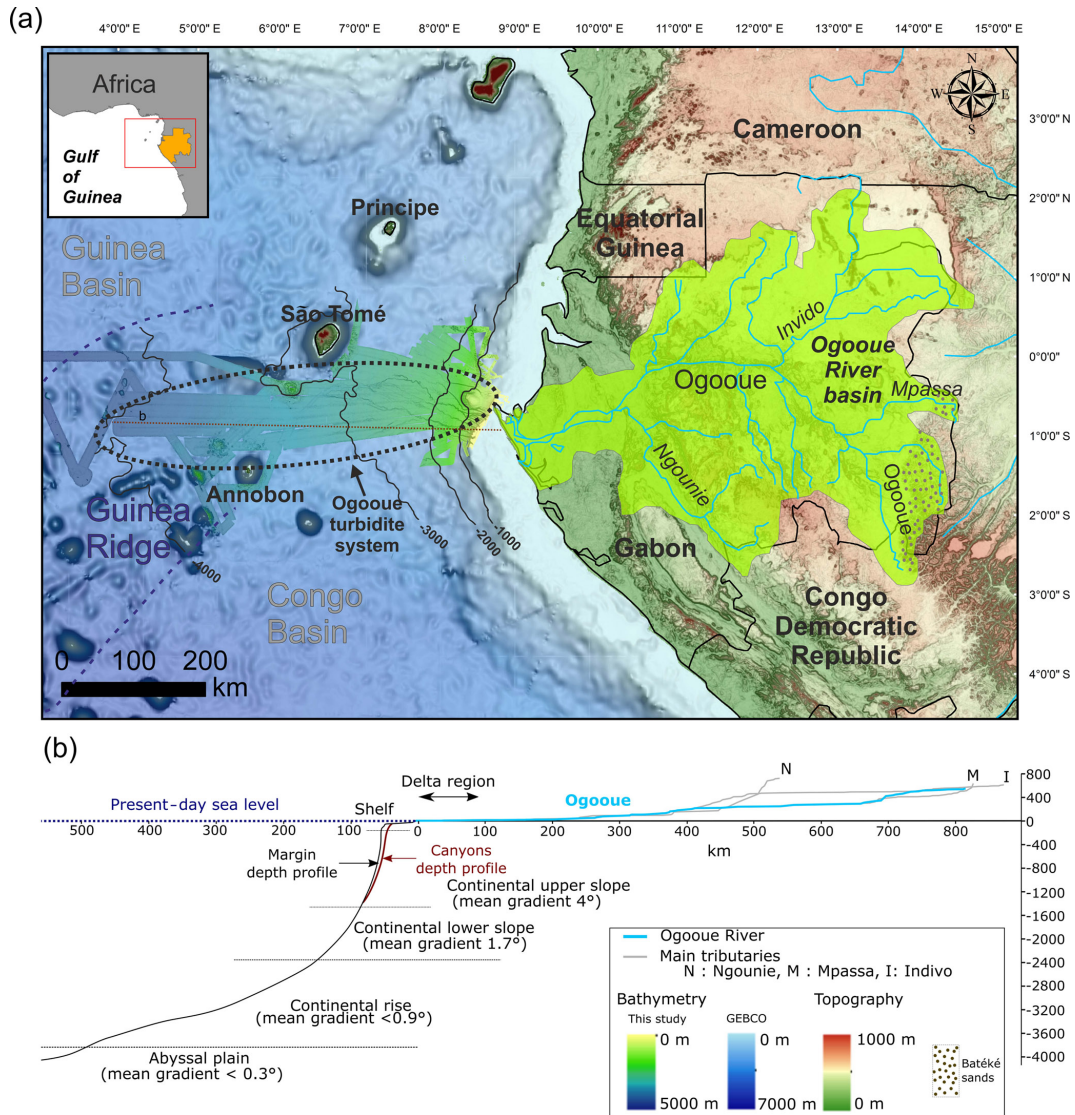 (a)
4°0'0" E
5°0'0" E
6°0'0" E
7°0'0" E
8°0'0" E
9°0'0" E
10°0'0" E
11°0'0" E
12°0'0" E
13°0'0" E
14°0'0" E
15°0'0" E
Africa
Gulf
of
Guinea
N
W
E
S
3°0'0" N
2°0'0" N
1°0'0" N
0°0'0"
1°0'0" S
2°0'0" S
3°0'0" S
4°0'0" S
Cameroon
Principe
Equatorial
Guinea
Guinea
Basin
São Tomé
Invido
Ogooue
Ogooue
River
basin
Mpassa
b
Ngounie
Ogooue
Annobon
Ogooue
turbidite
system
Guinea
Ridge
-4000
-3000
-2000
-1000
Gabon
Congo
Basin
Congo
Democratic
Republic
0 100 200
km
(b)
Delta region
N
M
I
800
Present-day sea level
Shelf
Ogooue
400
0
500 400 300 200 100 0 100 200 300 400 500 600 700 800
km
-400
-800
-1200
-1600
-2000
-2400
-2800
-3200
-3600
-4000
Margin
depth profile
Canyons
depth profile
Continental upper slope
(mean gradient 4°)
Continental lower slope
(mean gradient 1.7°)
Continental rise
(mean gradient <0.9°)
Abyssal plain
(mean gradient < 0.3°)
Ogooue River
Main tributaries
N : Ngounie, M : Mpassa, I: Indivo
Bathymetry
Topography
This study
GEBCO
0 m
0 m
1000 m
5000 m
7000 m
0 m
Batéké
sands